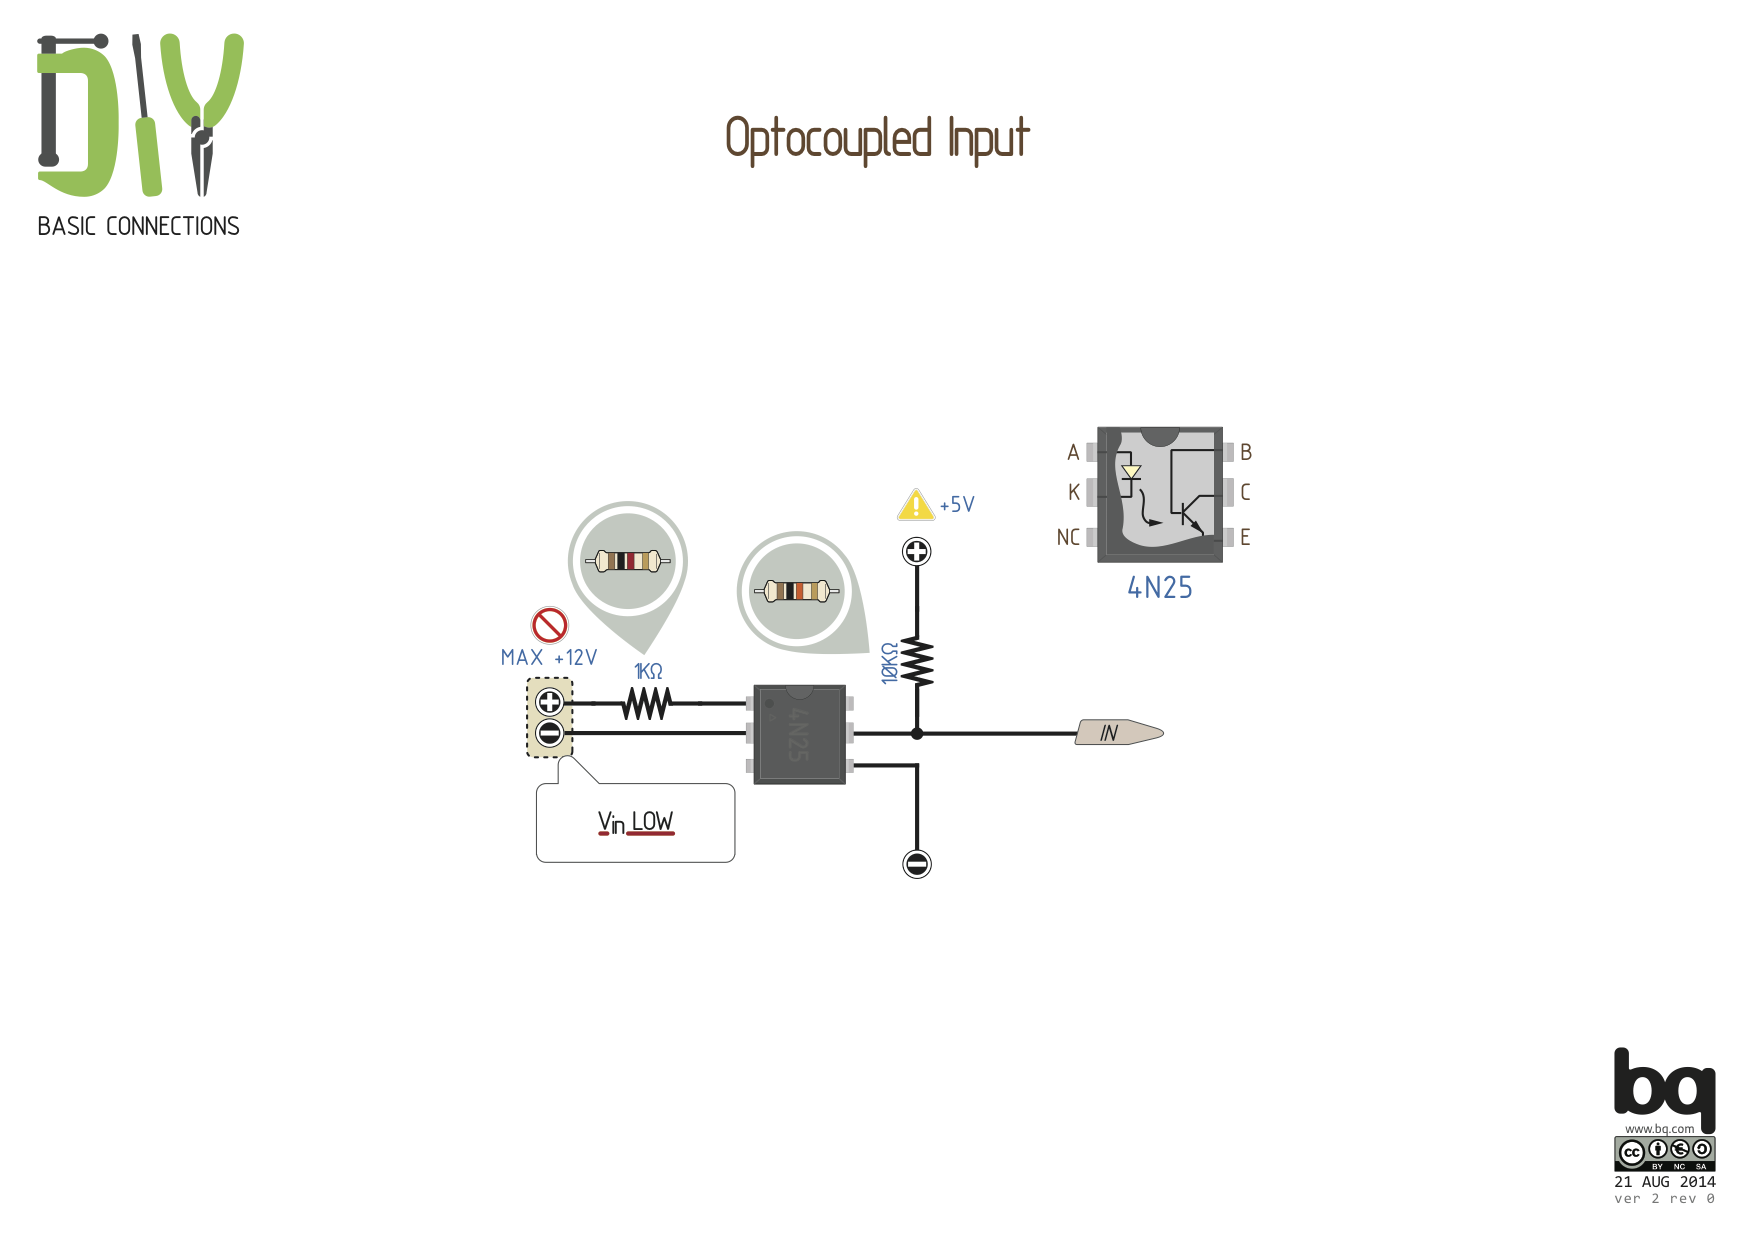 DIY
BASIC CONNECTIONS
Optocoupled Input
A
B
K
C
NC
E
4N25
+5V
MAX +12V
1KΩ
10KΩ
4N25
IN
Vin LOW
bq
www.bq.com
cc
BY NC SA
21 AUG 2014
ver 2 rev 0